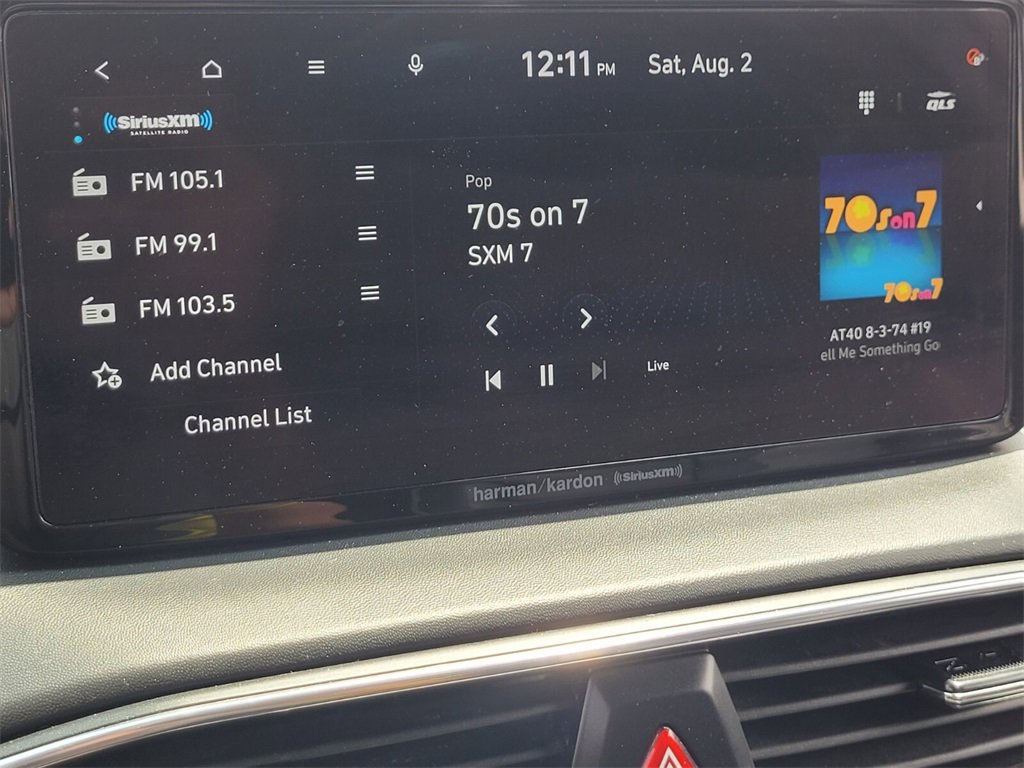 12:11 PM Sat, Aug. 2
SiriusXM
SATELLITE RADIO
QLS
FM 105.1
FM 99.1
FM 103.5
Add Channel
Channel List
Pop
70s on 7
SXM 7
Live
70s on 7
70s on 7
AT40 8-3-74 #19
ell Me Something Go
harman/kardon SiriusXM